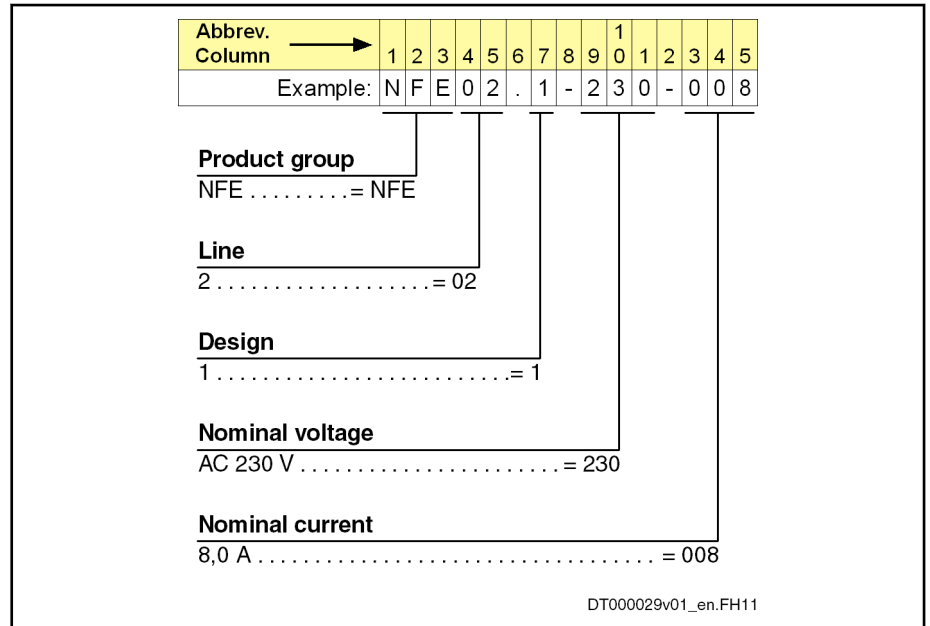 Abbrev.
Column 1 2 3 4 5 6 7 8 9 10 1 2 3 4 5
Example: N F E 0 2 . 1 - 2 3 0 - 0 0 8
Product group
NFE . . . . . . . . . = NFE
Line
2 . . . . . . . . . . . . . . . . . . . = 02
Design
1 . . . . . . . . . . . . . . . . . . . . . . . . . . = 1
Nominal voltage
AC 230 V . . . . . . . . . . . . . . . . . . . . . . . = 230
Nominal current
8,0 A . . . . . . . . . . . . . . . . . . . . . . . . . . . . . . . . . . . = 008
DT000029v01_en.FH11